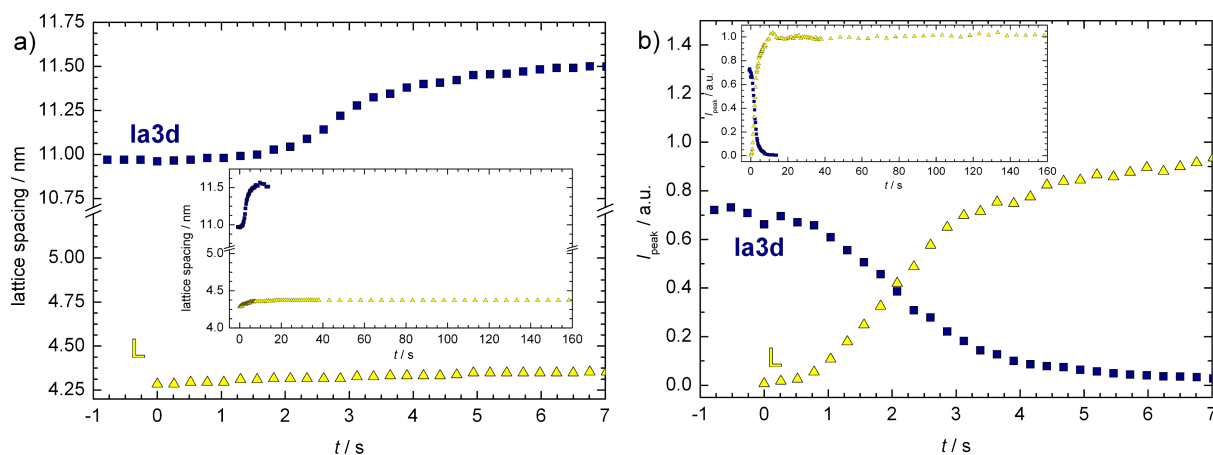 a)
11.75
11.50
11.25
11.00
10.75
5.00
4.75
4.50
4.25
lattice spacing / nm
Ia3d
L
-1 0 1 2 3 4 5 6 7
t / s
11.5
11.0
5.0
4.5
4.0
lattice spacing / nm
0 20 40 60 80 100 120 140 160
t / s
b)
1.4
1.2
1.0
0.8
0.6
0.4
0.2
0.0
Ipeak / a.u.
Ia3d
L
-1 0 1 2 3 4 5 6 7
t / s
1.0
0.8
0.6
0.4
0.2
0.0
Ipeak / a.u.
0 20 40 60 80 100 120 140 160
t / s